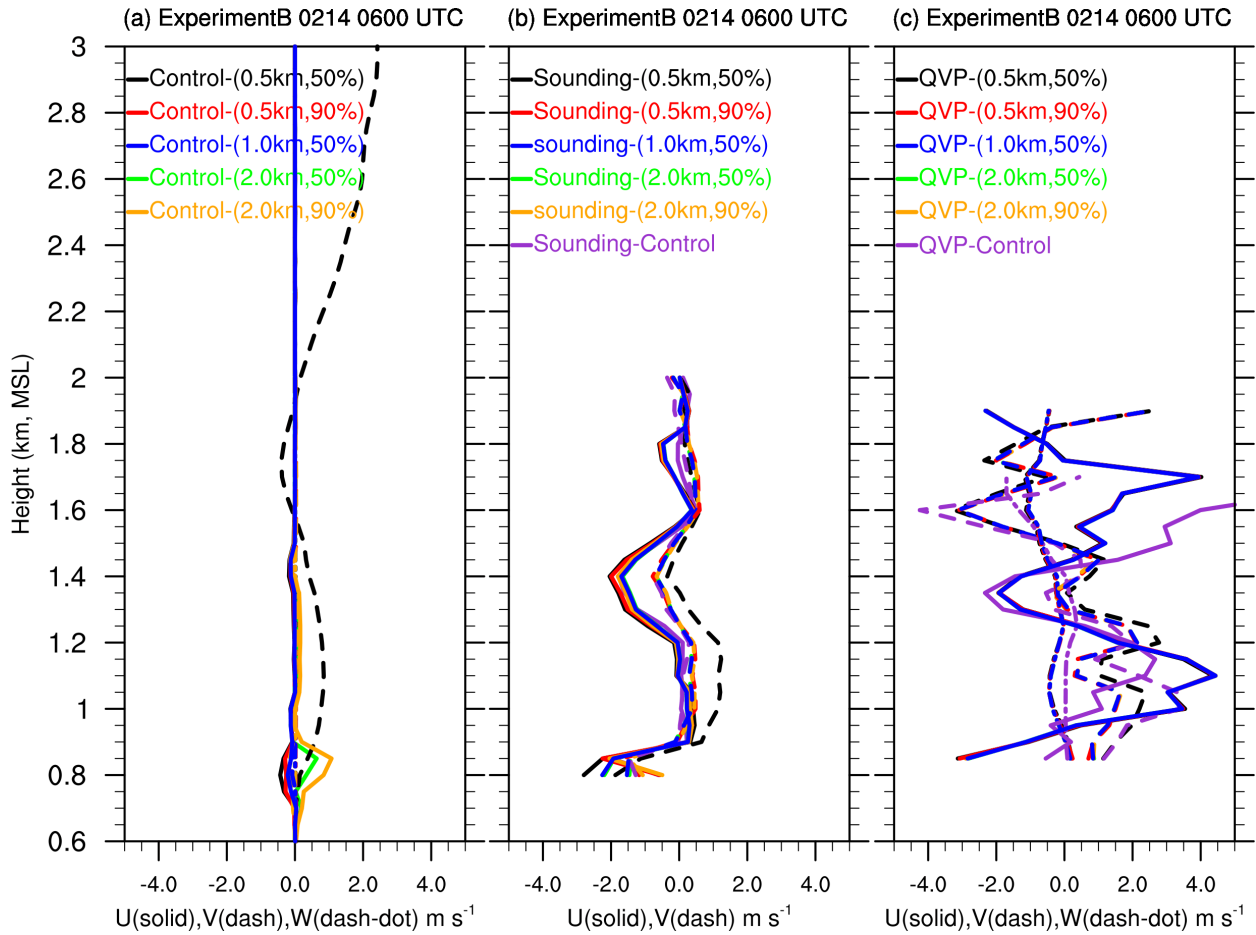 (a) ExperimentB 0214 0600 UTC
(b) ExperimentB 0214 0600 UTC
(c) ExperimentB 0214 0600 UTC
Height (km, MSL)
3
2.8
2.6
2.4
2.2
2
1.8
1.6
1.4
1.2
1
0.8
0.6
Control-(0.5km,50%)
Control-(0.5km,90%)
Control-(1.0km,50%)
Control-(2.0km,50%)
Control-(2.0km,90%)
Sounding-(0.5km,50%)
Sounding-(0.5km,90%)
sounding-(1.0km,50%)
Sounding-(2.0km,50%)
sounding-(2.0km,90%)
Sounding-Control
QVP-(0.5km,50%)
QVP-(0.5km,90%)
QVP-(1.0km,50%)
QVP-(2.0km,50%)
QVP-(2.0km,90%)
QVP-Control
-4.0 -2.0 0.0 2.0 4.0
-4.0 -2.0 0.0 2.0 4.0
-4.0 -2.0 0.0 2.0 4.0
U(solid),V(dash),W(dash-dot) m s⁻¹
U(solid),V(dash) m s⁻¹
U(solid),V(dash),W(dash-dot) m s⁻¹